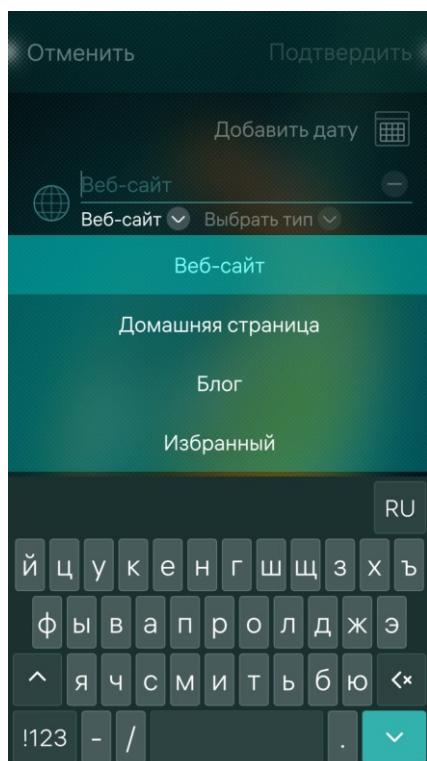 Отменить Подтвердить
Добавить дату
Веб-сайт
Веб-сайт Выбрать тип
Веб-сайт
Домашняя страница
Блог
Избранный
RU
й ц у к е н г ш щ з х ъ
ф ы в а п р о л д ж э
я ч с м и т ь б ю
!123 - / .